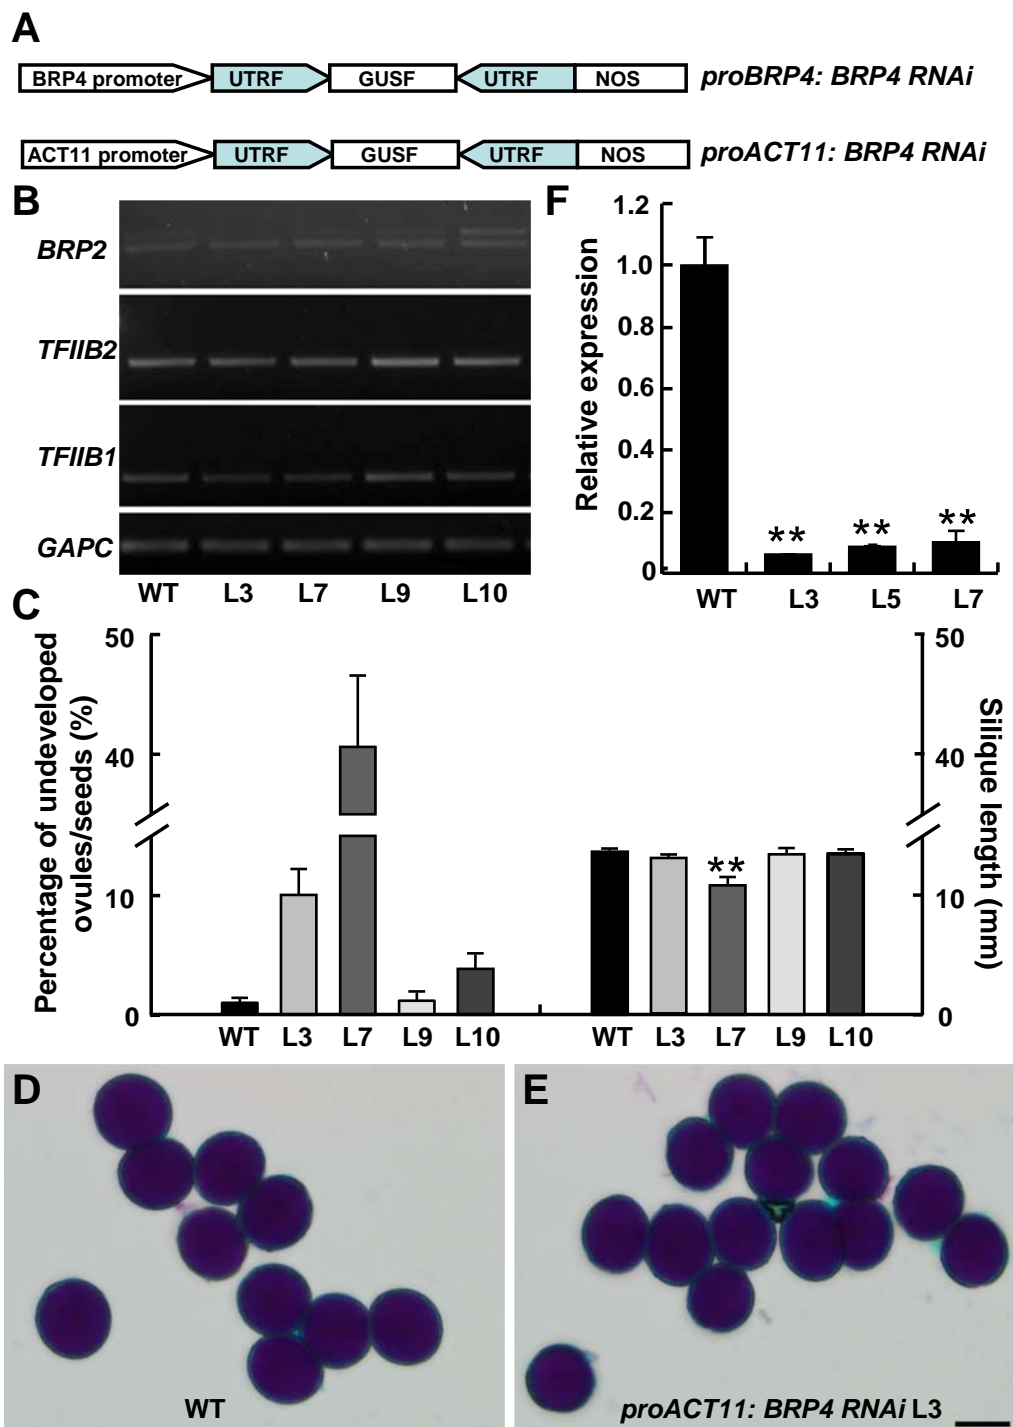 A
BRP4 promoter UTRF GUSF UTRF NOS proBRP4: BRP4 RNAi
ACT11 promoter UTRF GUSF UTRF NOS proACT11: BRP4 RNAi
B
BRP2
TFIIB2
TFIIB1
GAPC
WT L3 L7 L9 L10
F
Relative expression
1.2
1.0
0.8
0.6
0.4
0.2
0
** ** **
WT L3 L5 L7
C
Percentage of undeveloped
ovules/seeds (%)
50
40
10
0
**
50
40
10
0
Silique length (mm)
WT L3 L7 L9 L10 WT L3 L7 L9 L10
D
WT
E
proACT11: BRP4 RNAi L3